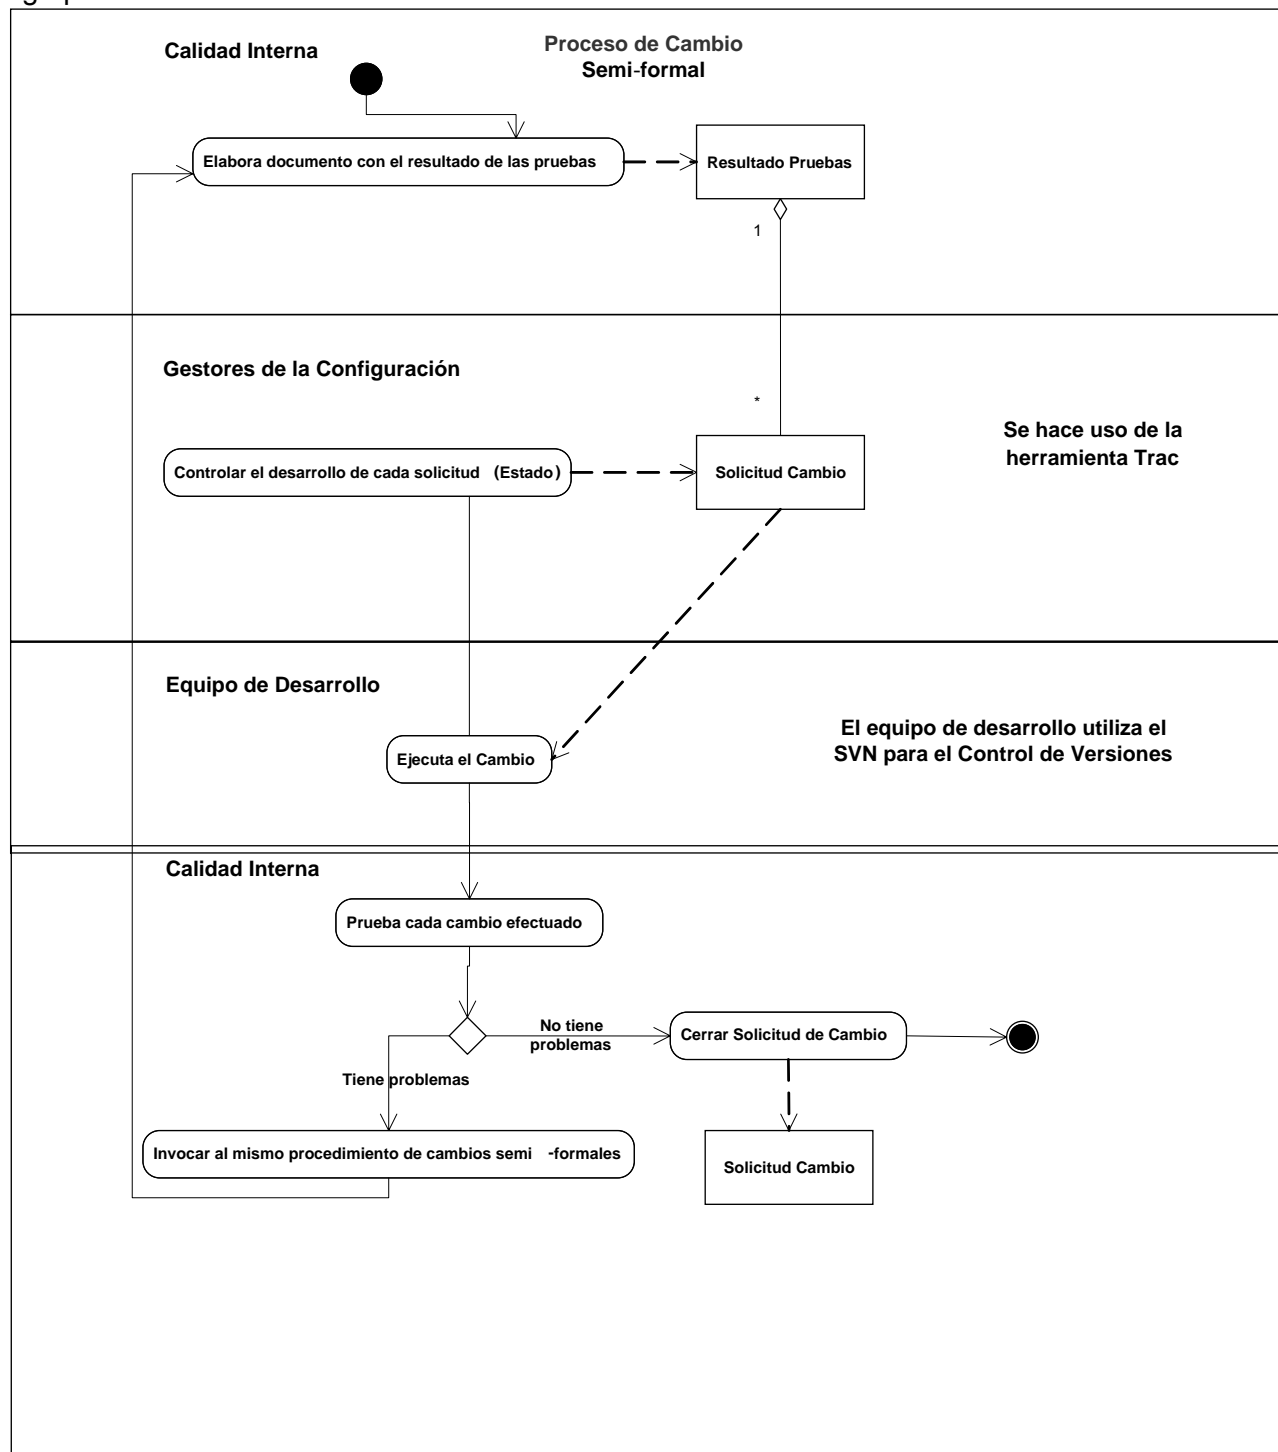 Calidad Interna
Proceso de Cambio
Semi-formal
Elabora documento con el resultado de las pruebas
Resultado Pruebas
1
Gestores de la Configuración
*
Se hace uso de la
herramienta Trac
Controlar el desarrollo de cada solicitud (Estado)
Solicitud Cambio
Equipo de Desarrollo
El equipo de desarrollo utiliza el
SVN para el Control de Versiones
Ejecuta el Cambio
Calidad Interna
Prueba cada cambio efectuado
No tiene
problemas
Cerrar Solicitud de Cambio
Tiene problemas
Invocar al mismo procedimiento de cambios semi -formales
Solicitud Cambio